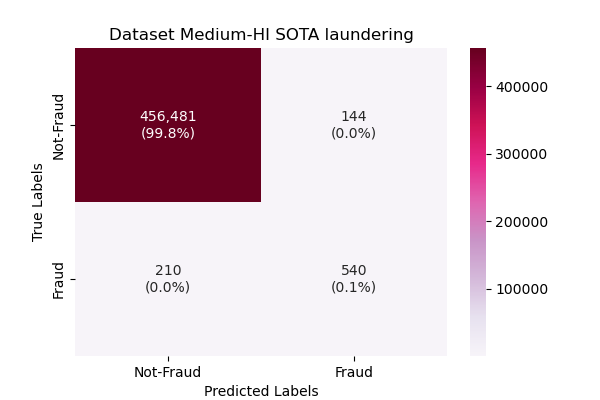 Dataset Medium-HI SOTA laundering
True Labels
Not-Fraud
456,481
(99.8%)
144
(0.0%)
Fraud
210
(0.0%)
540
(0.1%)
Not-Fraud
Fraud
Predicted Labels
400000
300000
200000
100000